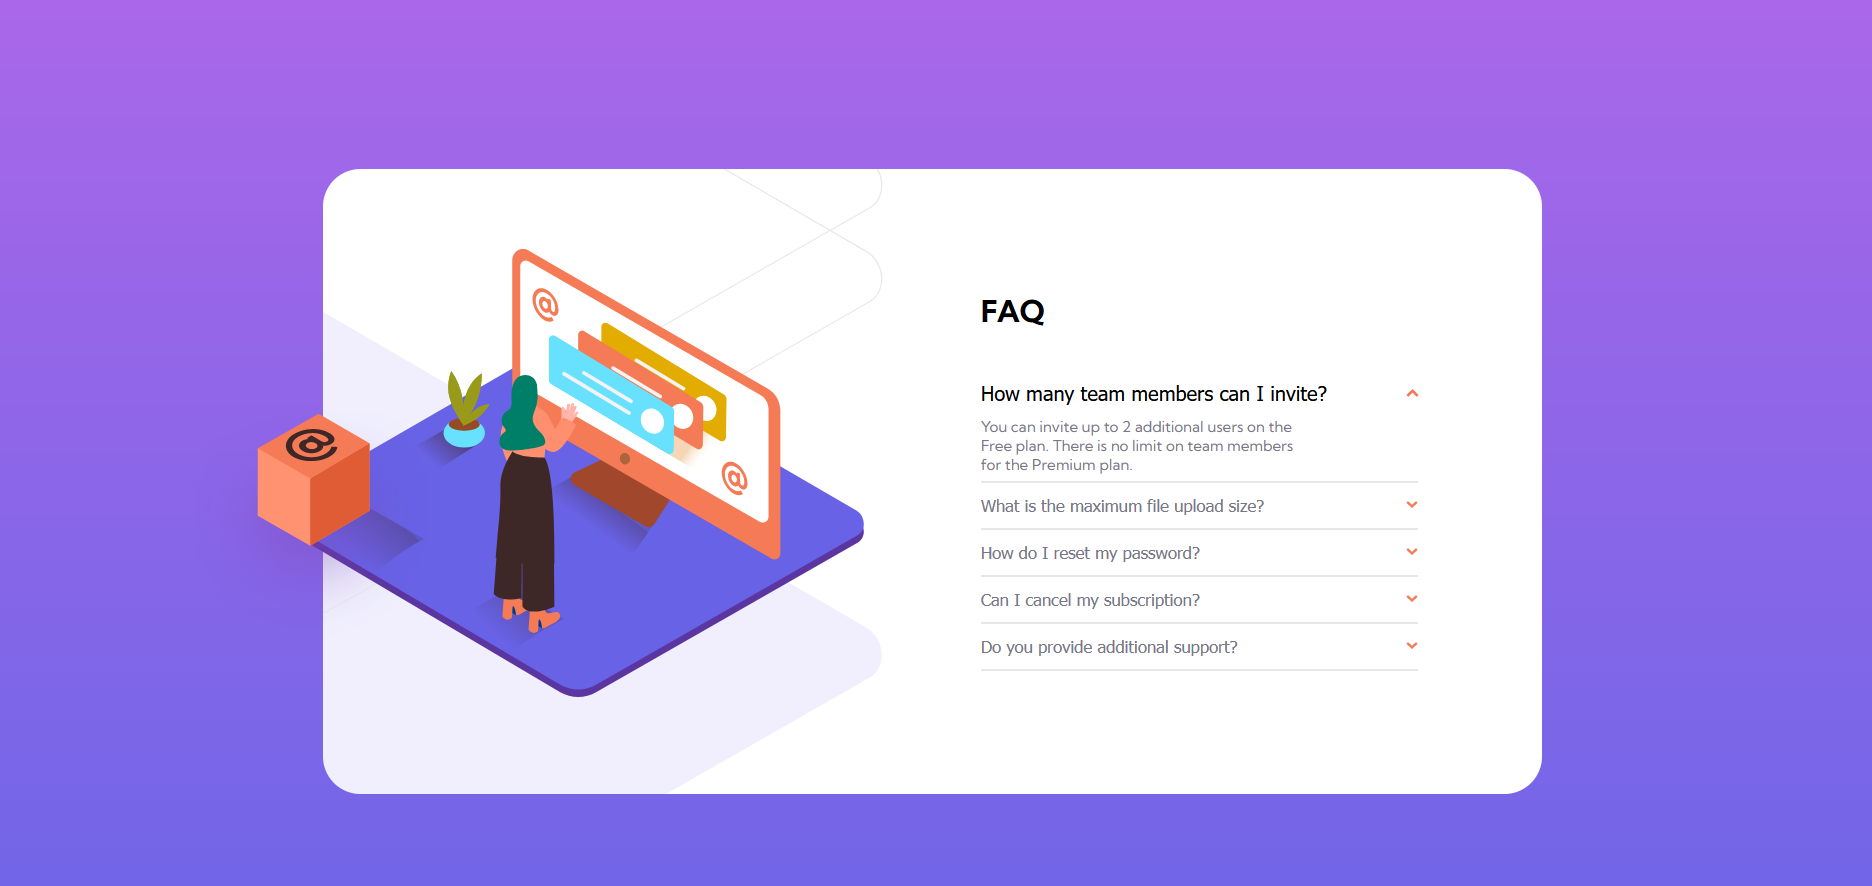 @
@
@
FAQ
How many team members can I invite?
You can invite up to 2 additional users on the
Free plan. There is no limit on team members
for the Premium plan.
What is the maximum file upload size?
How do I reset my password?
Can I cancel my subscription?
Do you provide additional support?